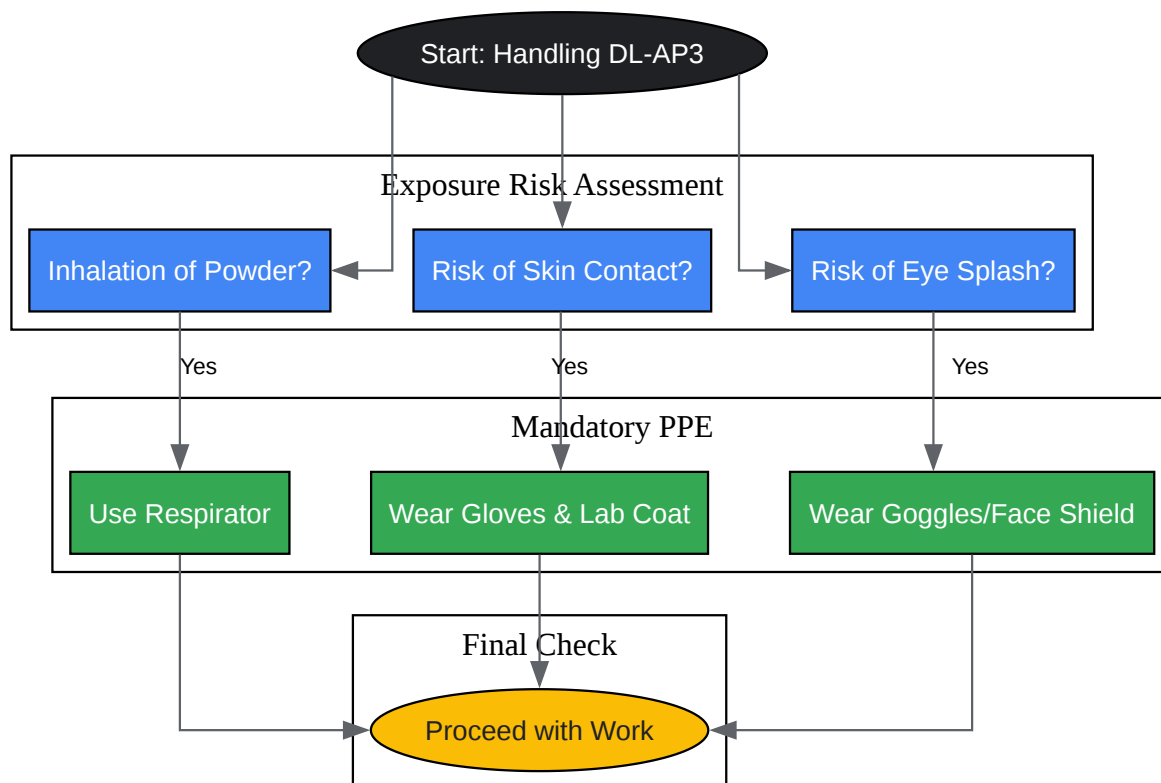 Start: Handling DL-AP3
Exposure Risk Assessment
Inhalation of Powder?
Risk of Skin Contact?
Risk of Eye Splash?
Yes
Yes
Yes
Mandatory PPE
Use Respirator
Wear Gloves & Lab Coat
Wear Goggles/Face Shield
Final Check
Proceed with Work